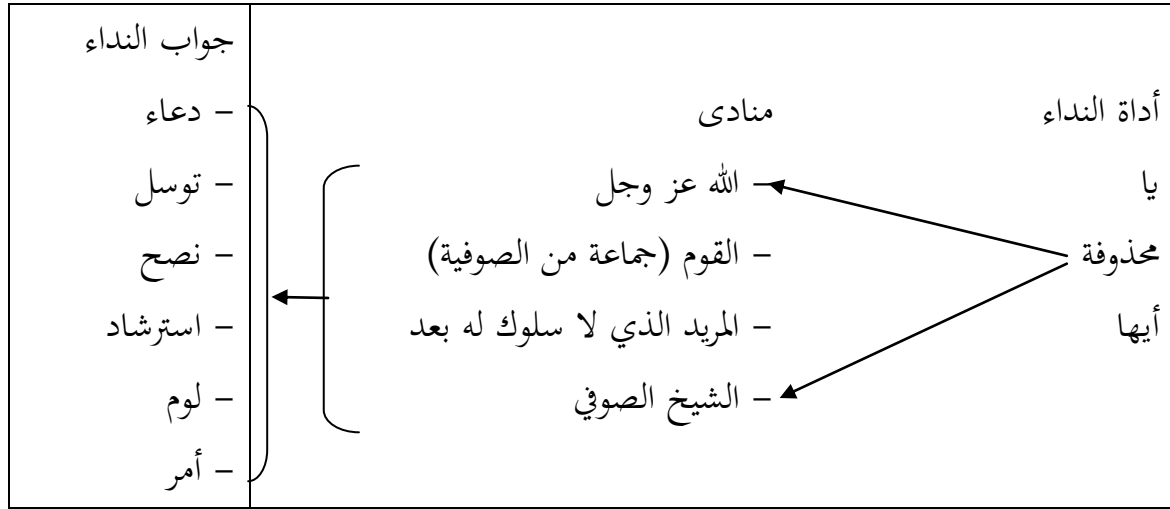 جواب النداء
أداة النداء منادى – دعاء
يا – الله عز وجل – توسل
محذوفة – القوم (جماعة من الصوفية) – نصح
أيها – المريد الذي لا سلوك له بعد – استرشاد
– الشيخ الصوفي – لوم
– أمر